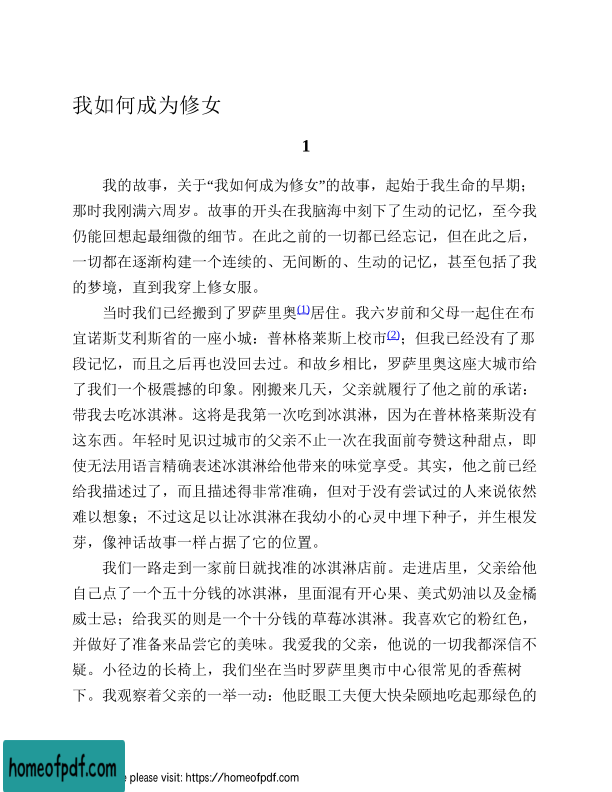 我如何成为修女
1
我的故事，关于“我如何成为修女”的故事，起始于我生命的早期；
那时我刚满六周岁。故事的开头在我脑海中刻下了生动的记忆，至今我
仍能回想起最细微的细节。在此之前的一切都已经忘记，但在此之后，
一切都在逐渐构建一个连续的、无间断的、生动的记忆，甚至包括了我
的梦境，直到我穿上修女服。
当时我们已经搬到了罗萨里奥(1)居住。我六岁前和父母一起住在布
宜诺斯艾利斯省的一座小城：普林格莱斯上校市(2)；但我已经没有了那
段记忆，而且之后再也没回去过。和故乡相比，罗萨里奥这座大城市给
了我们一个极震撼的印象。刚搬来几天，父亲就履行了他之前的承诺：
带我去吃冰淇淋。这将是我第一次吃到冰淇淋，因为在普林格莱斯没有
这东西。年轻时见识过城市的父亲不止一次在我面前夸赞这种甜点，即
使无法用语言精确表述冰淇淋给他带来的味觉享受。其实，他之前已经
给我描述过了，而且描述得非常准确，但对于没有尝试过的人来说依然
难以想象；不过这足以让冰淇淋在我幼小的心灵中埋下种子，并生根发
芽，像神话故事一样占据了它的位置。
我们一路走到一家前日就找准的冰淇淋店前。走进店里，父亲给他
自己点了一个五十分钱的冰淇淋，里面混有开心果、美式奶油以及金橘
威士忌；给我买的则是一个十分钱的草莓冰淇淋。我喜欢它的粉红色，
并做好了准备来品尝它的美味。我爱我的父亲，他说的一切我都深信不
疑。小径边的长椅上，我们坐在当时罗萨里奥市中心很常见的香蕉树
下。我观察着父亲的一举一动：他眨眼工夫便大快朵颐地吃起那绿色的
homeofpdf.com
e please visit: https://homeofpdf.com